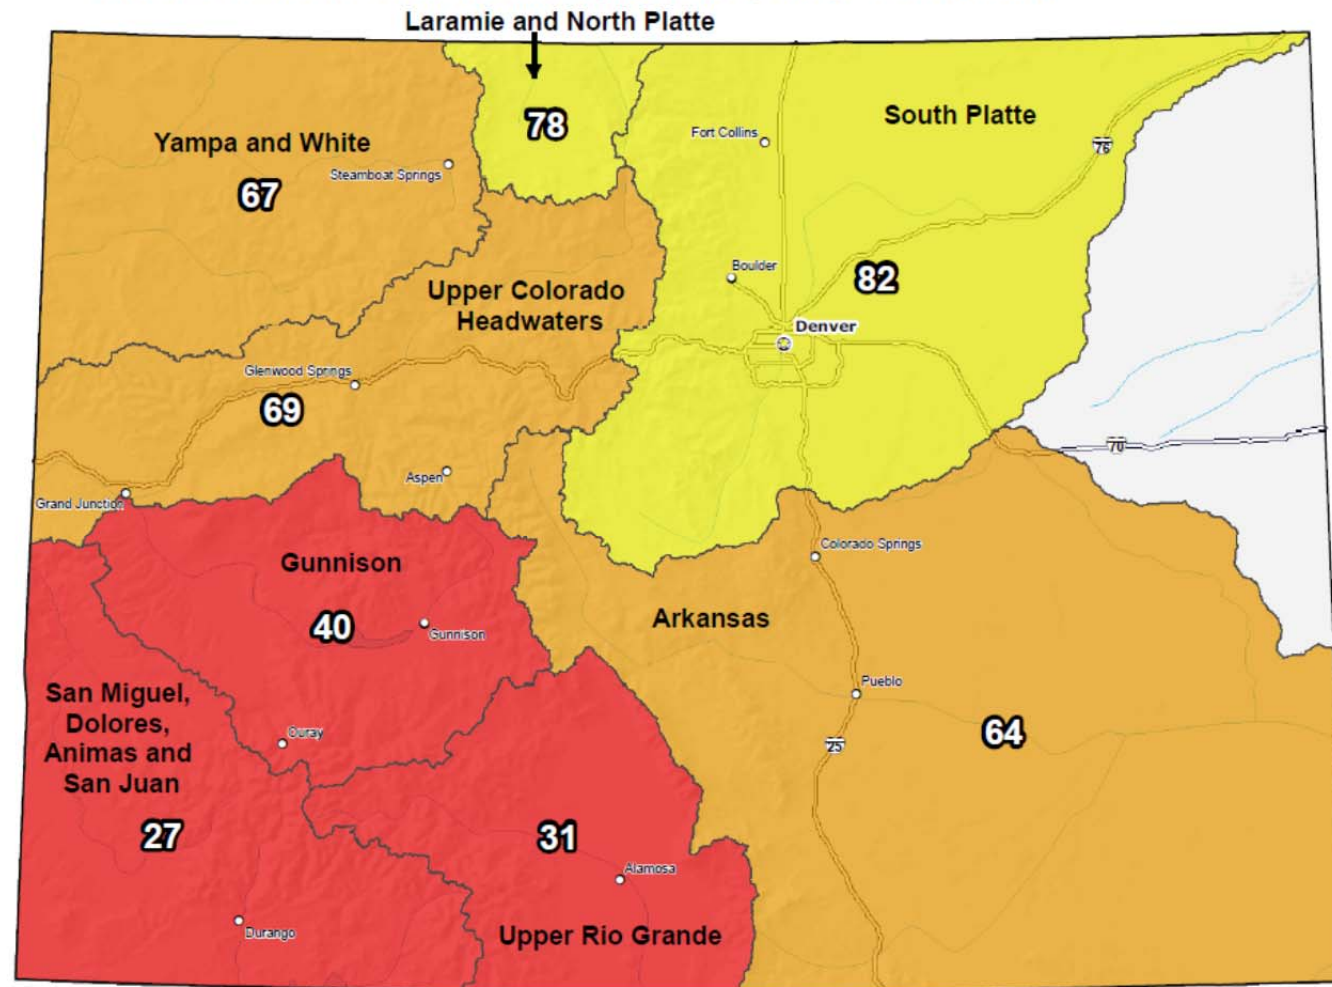 Laramie and North Platte
78
South Platte
Fort Collins
76
Yampa and White
Steamboat Springs
67
Boulder
82
Upper Colorado
Headwaters
Denver
Glenwood Springs
69
70
Aspen
Grand Junction
Colorado Springs
Gunnison
40
Gunnison
Arkansas
San Miguel,
Dolores,
Animas and
San Juan
Pueblo
Ouray
64
25
27
31
Alamosa
Durango
Upper Rio Grande